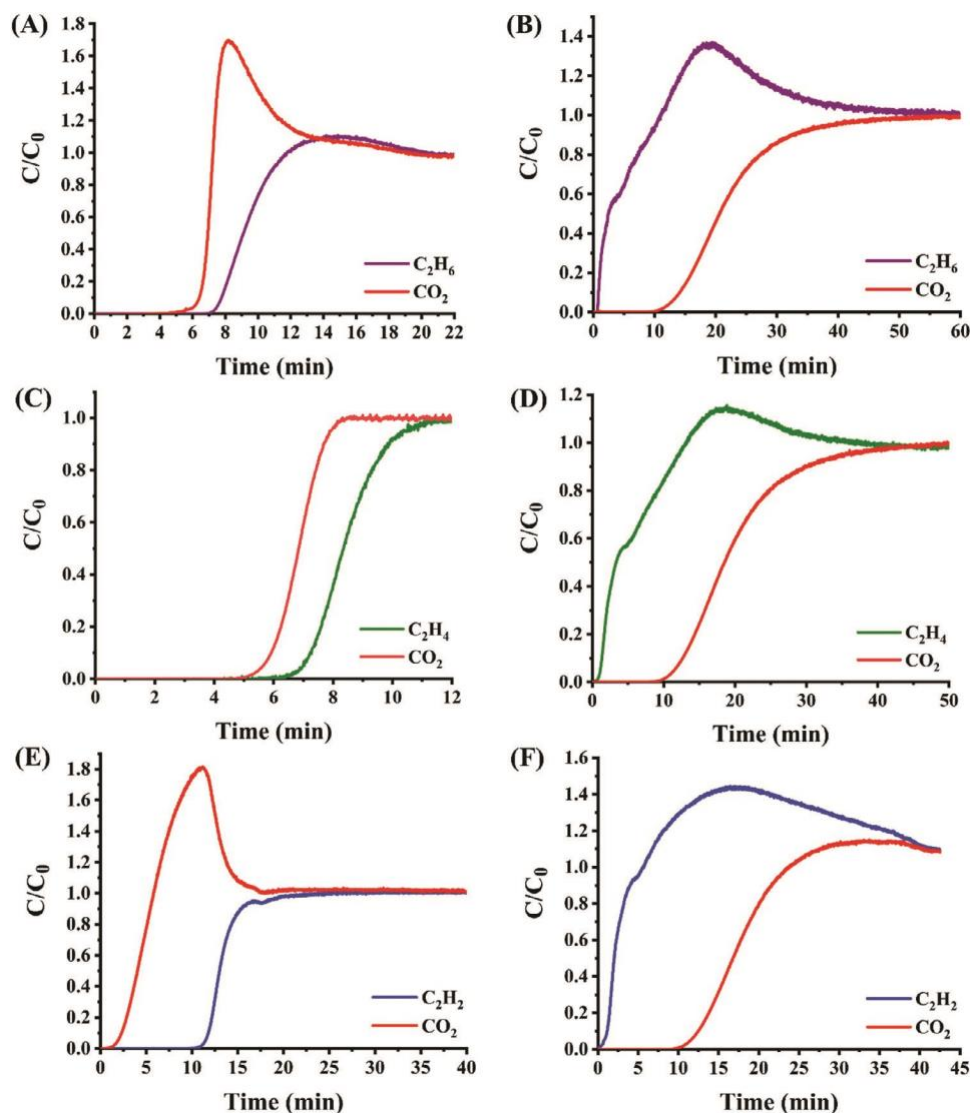 (A)
C/C₀
1.8
1.6
1.4
1.2
1.0
0.8
0.6
0.4
0.2
0.0
C₂H₆
CO₂
0 2 4 6 8 10 12 14 16 18 20 22
Time (min)
(B)
C/C₀
1.4
1.2
1.0
0.8
0.6
0.4
0.2
0.0
C₂H₆
CO₂
0 10 20 30 40 50 60
Time (min)
(C)
C/C₀
1.0
0.8
0.6
0.4
0.2
0.0
C₂H₄
CO₂
0 2 4 6 8 10 12
Time (min)
(D)
C/C₀
1.2
1.0
0.8
0.6
0.4
0.2
0.0
C₂H₄
CO₂
0 10 20 30 40 50
Time (min)
(E)
C/C₀
1.8
1.6
1.4
1.2
1.0
0.8
0.6
0.4
0.2
0.0
C₂H₂
CO₂
0 5 10 15 20 25 30 35 40
Time (min)
(F)
C/C₀
1.6
1.4
1.2
1.0
0.8
0.6
0.4
0.2
0.0
C₂H₂
CO₂
0 5 10 15 20 25 30 35 40 45
Time (min)